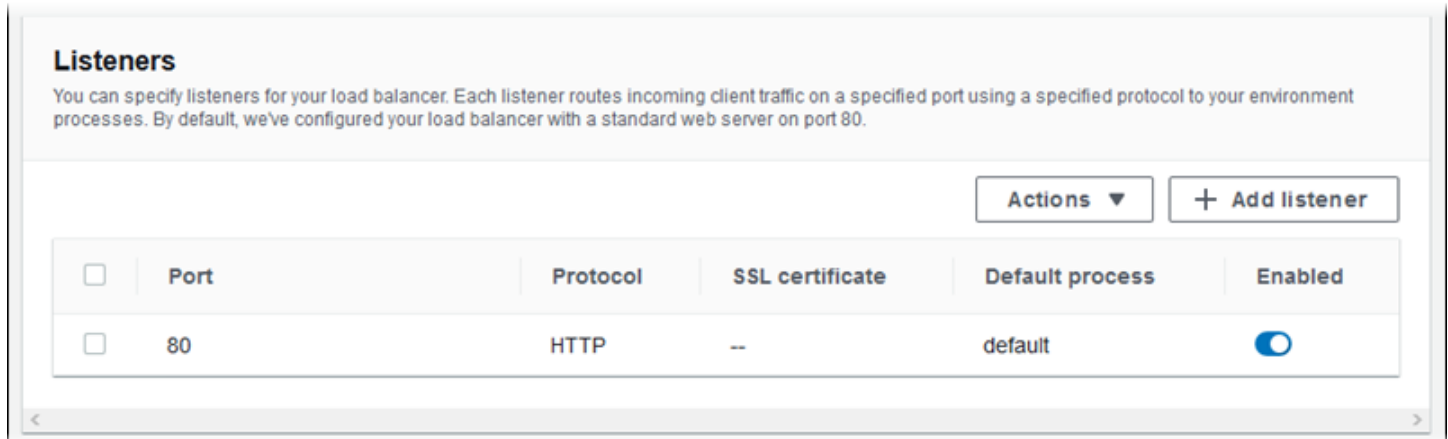 Listeners
You can specify listeners for your load balancer. Each listener routes incoming client traffic on a specified port using a specified protocol to your environment
processes. By default, we've configured your load balancer with a standard web server on port 80.
Actions ▼ + Add listener
Port Protocol SSL certificate Default process Enabled
80 HTTP -- default